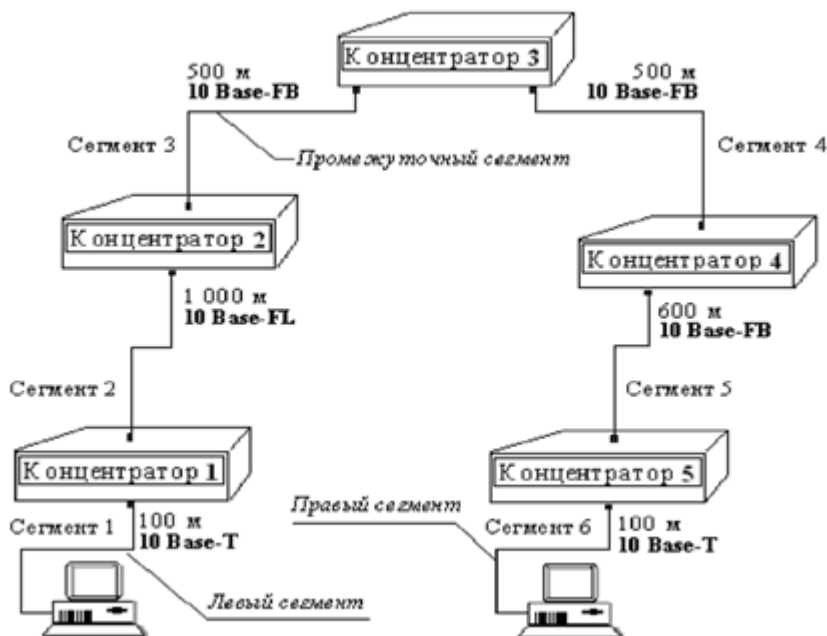 Концентратор 3
500 м
10 Base-FB
500 м
10 Base-FB
Сегмент 3
Промежуточный сегмент
Сегмент 4
Концентратор 2
Концентратор 4
1 000 м
10 Base-FL
600 м
10 Base-FB
Сегмент 2
Сегмент 5
Концентратор 1
Концентратор 5
Правый сегмент
Сегмент 1
100 м
10 Base-T
Сегмент 6
100 м
10 Base-T
Левый сегмент